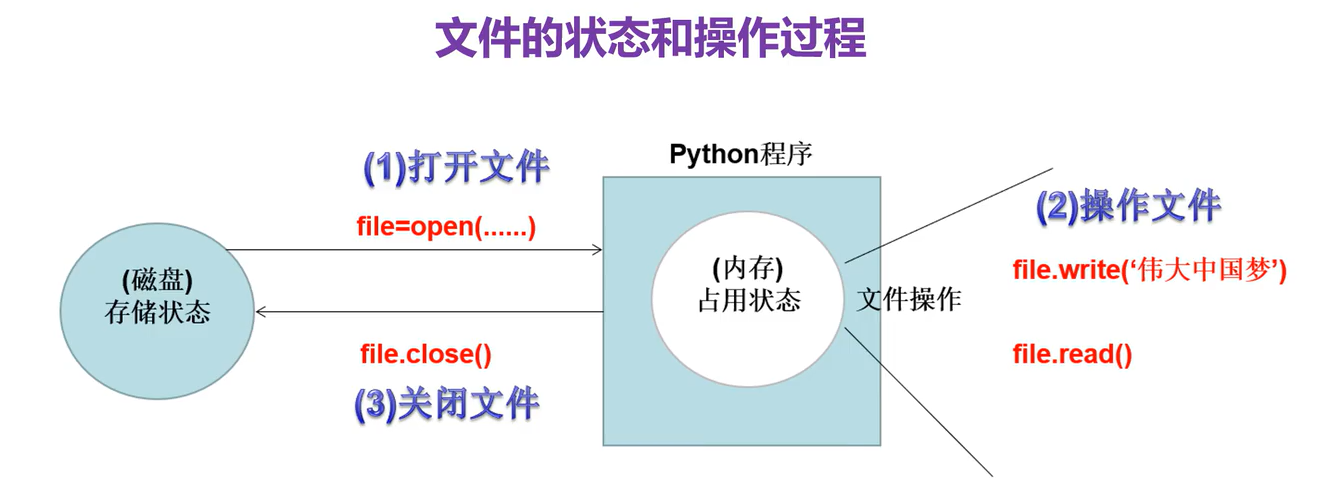 文件的状态和操作过程
(1)打开文件
file=open(......)
(磁盘)
存储状态
file.close()
(3)关闭文件
Python程序
(内存)
占用状态
文件操作
(2)操作文件
file.write(‘伟大中国梦’)
file.read()